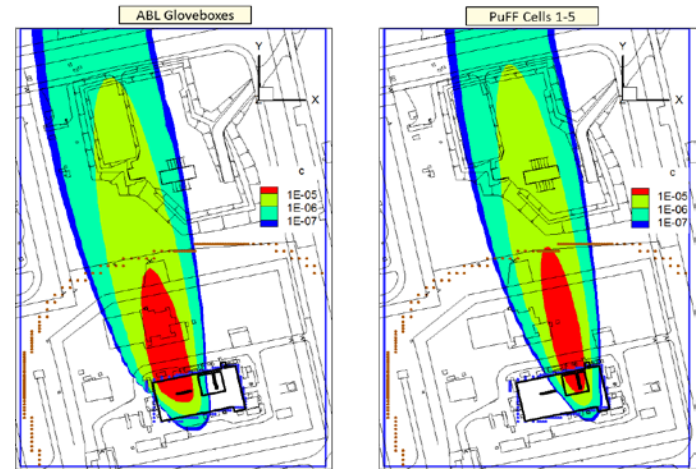 ABL Gloveboxes
PuFF Cells 1-5
Y
X
c
1E-05
1E-06
1E-07
Y
X
c
1E-05
1E-06
1E-07